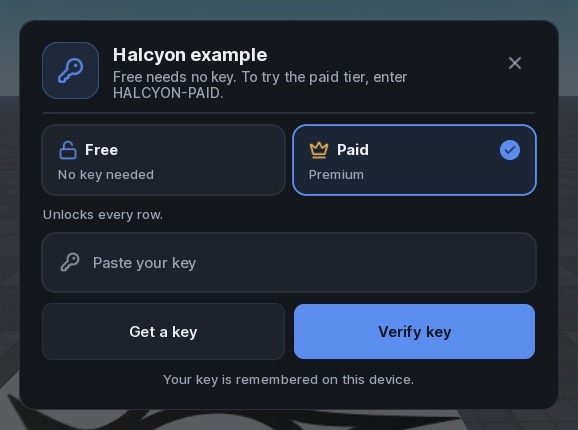 Halcyon example
Free needs no key. To try the paid tier, enter
HALCYON-PAID.
Free
No key needed
Paid
Premium
Unlocks every row.
Paste your key
Get a key
Verify key
Your key is remembered on this device.